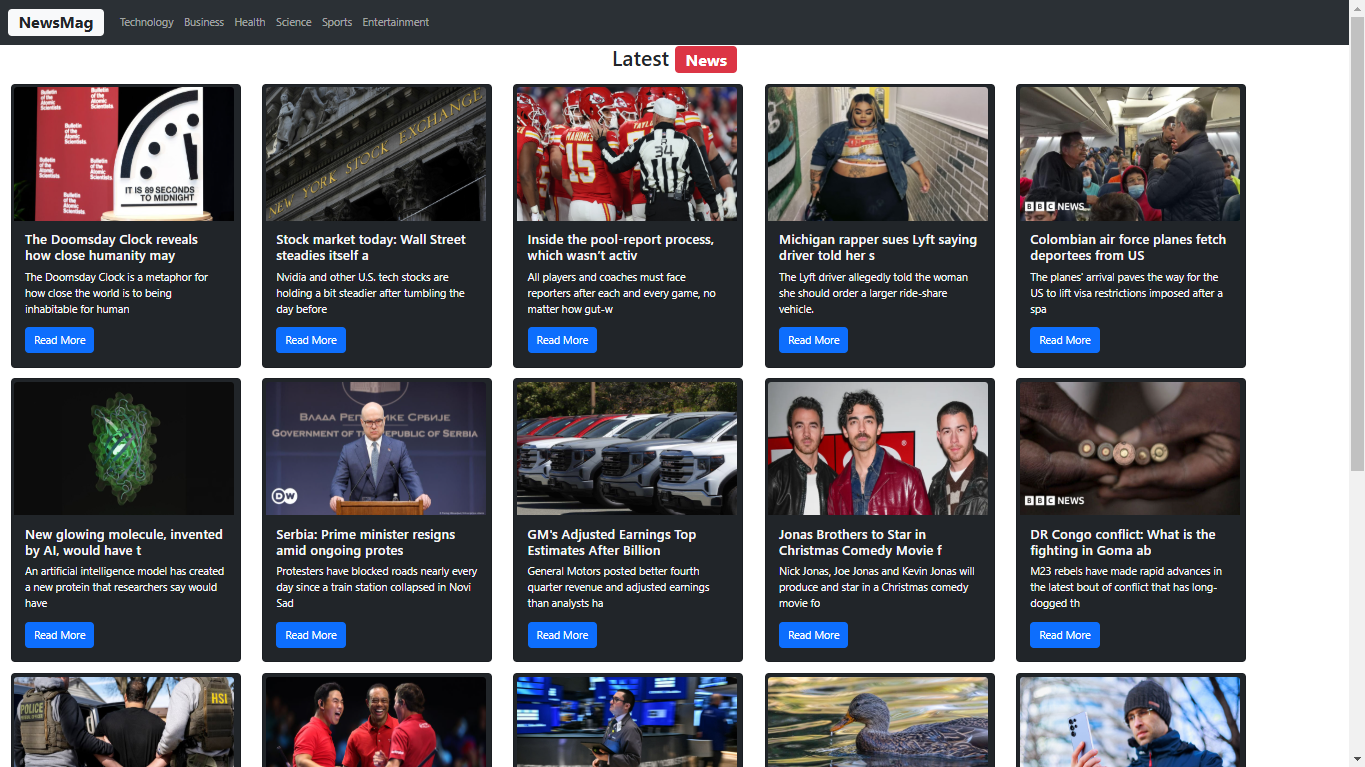 NewsMag Technology Business Health Science Sports Entertainment
Latest News
Bulletin of the Atomic Scientists
Bulletin of the Atomic Scientists
Bulletin of the Atomic Scientists
IT IS 89 SECONDS
TO MIDNIGHT
The Doomsday Clock reveals
how close humanity may
The Doomsday Clock is a metaphor for
how close the world is to being
inhabitable for human
Read More
NEW YORK STOCK EXCHANGE
Stock market today: Wall Street
steadies itself a
Nvidia and other U.S. tech stocks are
holding a bit steadier after tumbling the
day before
Read More
MAHOMES
15
R
34
TAYLO
Inside the pool-report process,
which wasn't activ
All players and coaches must face
reporters after each and every game, no
matter how gut-w
Read More
Michigan rapper sues Lyft saying
driver told her s
The Lyft driver allegedly told the woman
she should order a larger ride-share
vehicle.
Read More
BBC NEWS
Colombian air force planes fetch
deportees from US
The planes' arrival paves the way for the
US to lift visa restrictions imposed after a
spa
Read More
New glowing molecule, invented
by AI, would have t
An artificial intelligence model has created
a new protein that researchers say would
have
Read More
ВЛАДА РЕПУБЛИКЕ СРБИЈЕ
GOVERNMENT OF THE REPUBLIC OF SERBIA
DW
Serbia: Prime minister resigns
amid ongoing protes
Protesters have blocked roads nearly every
day since a train station collapsed in Novi
Sad
Read More
GM's Adjusted Earnings Top
Estimates After Billion
General Motors posted better fourth
quarter revenue and adjusted earnings
than analysts ha
Read More
Jonas Brothers to Star in
Christmas Comedy Movie f
Nick Jonas, Joe Jonas and Kevin Jonas will
produce and star in a Christmas comedy
movie fo
Read More
BBC NEWS
DR Congo conflict: What is the
fighting in Goma ab
M23 rebels have made rapid advances in
the latest bout of conflict that has long-
dogged th
Read More
POLICE
HSI